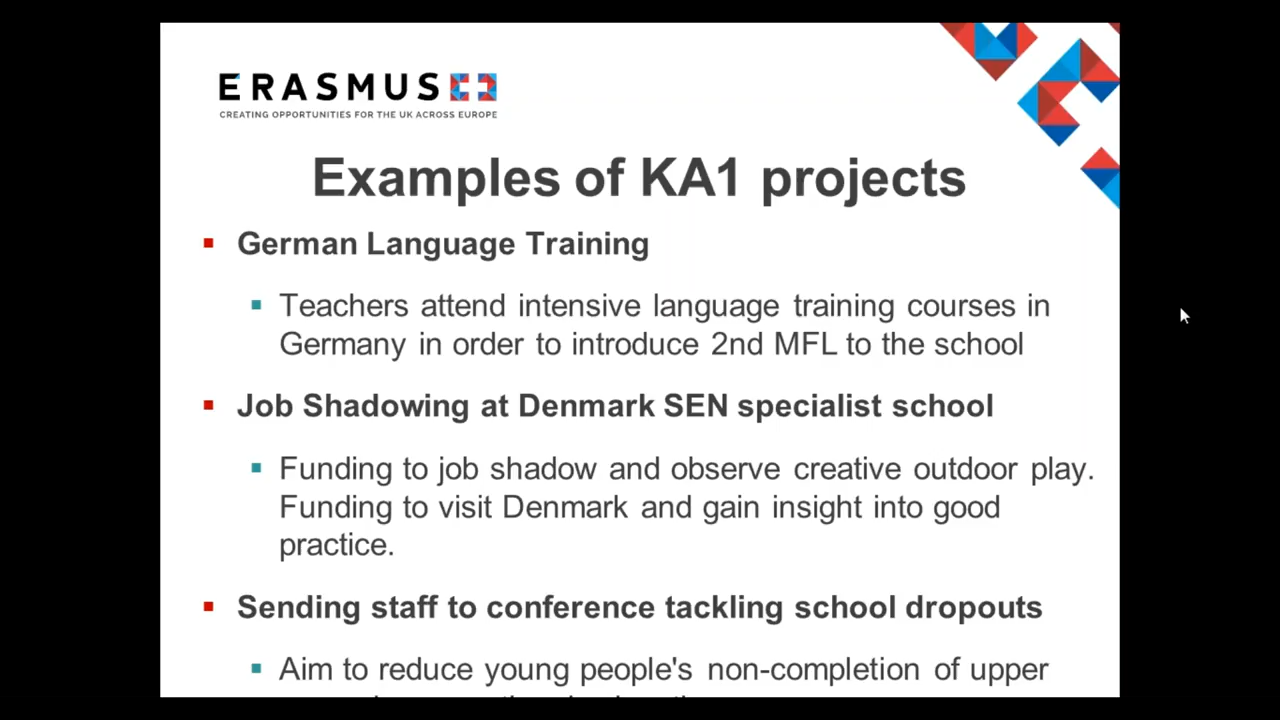 ERASMUS
CREATING OPPORTUNITIES FOR THE UK ACROSS EUROPE
Examples of KA1 projects
German Language Training
Teachers attend intensive language training courses in
Germany in order to introduce 2nd MFL to the school
Job Shadowing at Denmark SEN specialist school
Funding to job shadow and observe creative outdoor play.
Funding to visit Denmark and gain insight into good
practice.
Sending staff to conference tackling school dropouts
Aim to reduce young people's non-completion of upper